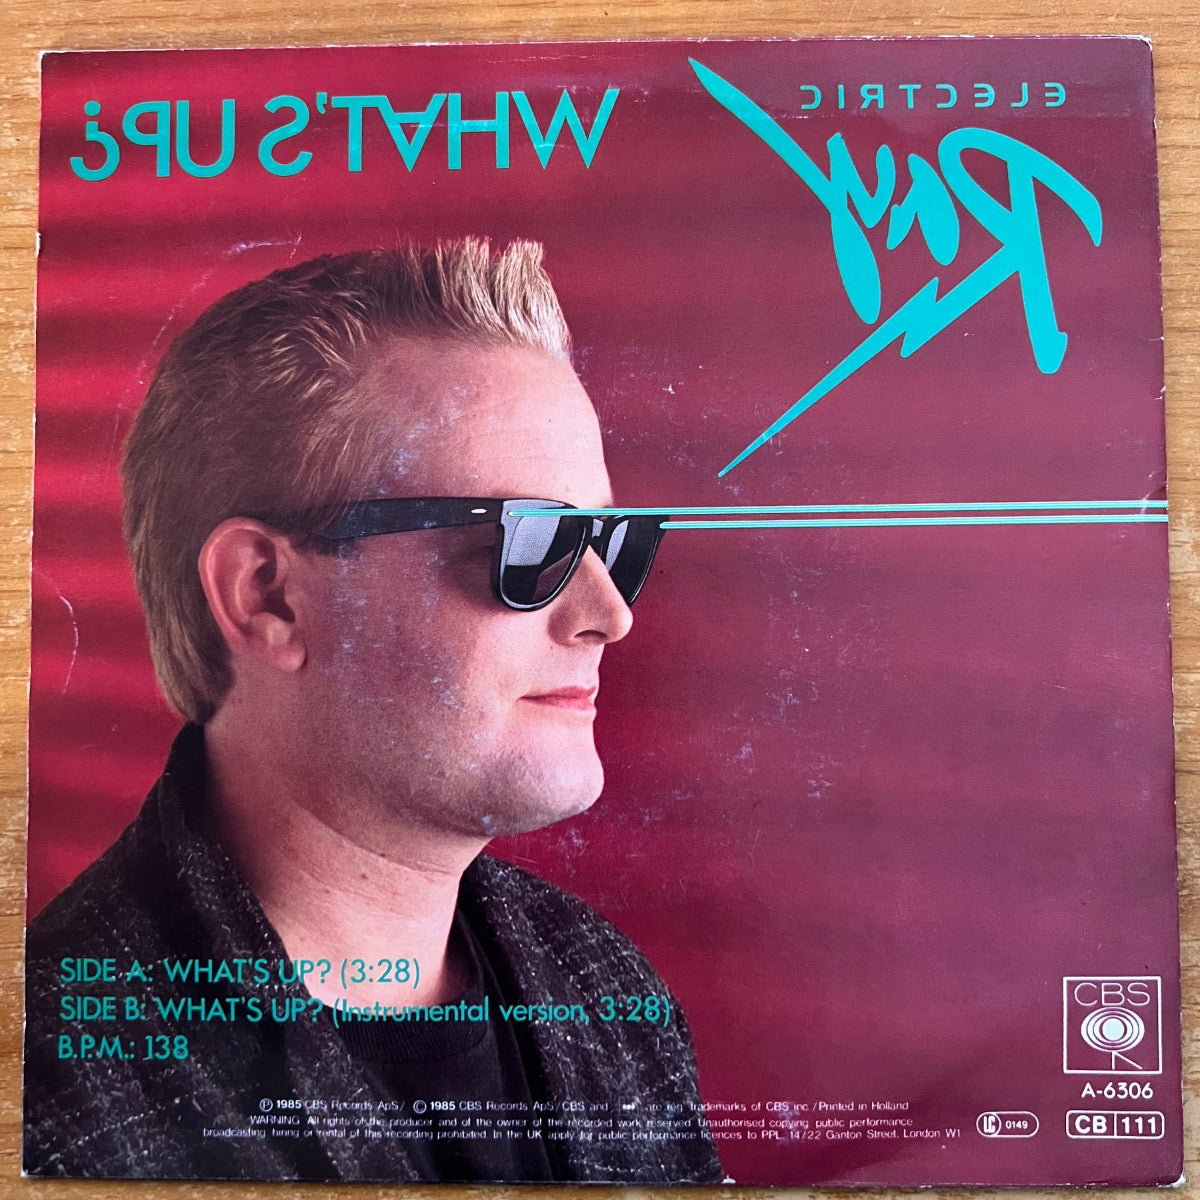 WHAT'S UP?
ELECTRIC
Ray
SIDE A: WHAT'S UP? (3:28)
SIDE B: WHAT'S UP? (Instrumental version, 3:28)
B.P.M.: 138
CBS
A-6306
CB 111
LC 0149
Ⓟ 1985 CBS Records ApS/ © 1985 CBS Records ApS/CBS and are reg. trademarks of CBS inc./Printed in Holland
WARNING: All rights of the producer and of the owner of the recorded work reserved. Unauthorised copying, public performance,
broadcasting, hiring or rental of this recording prohibited. In the UK apply for public performance licences to PPL, 14/22 Ganton Street, London W1